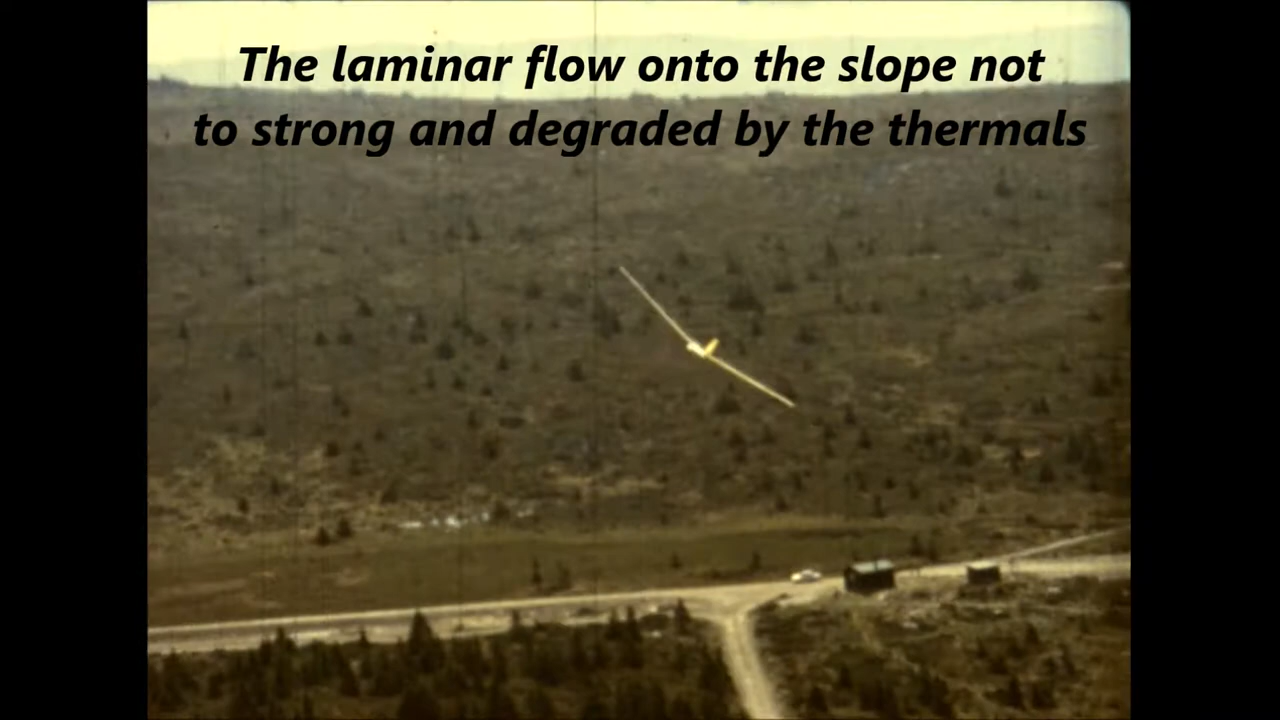 The laminar flow onto the slope not
to strong and degraded by the thermals